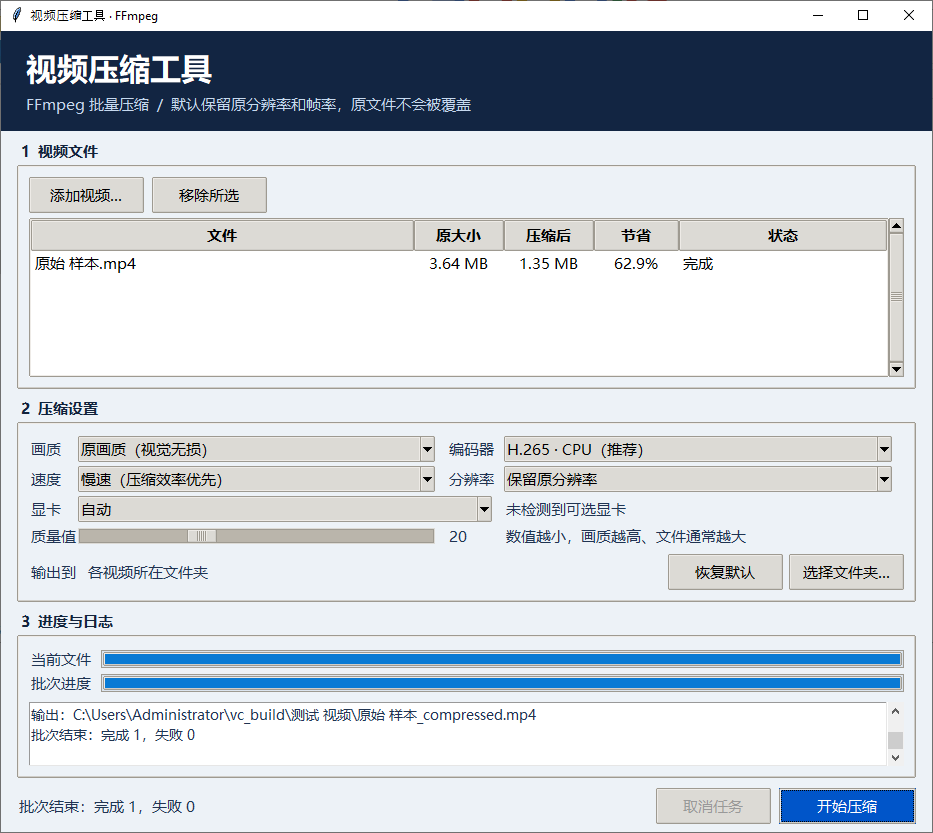 视频压缩工具 · FFmpeg
视频压缩工具
FFmpeg 批量压缩 / 默认保留原分辨率和帧率，原文件不会被覆盖
1 视频文件
添加视频... 移除所选
文件 原大小 压缩后 节省 状态
原始 样本.mp4 3.64 MB 1.35 MB 62.9% 完成
2 压缩设置
画质 原画质（视觉无损） 编码器 H.265 · CPU（推荐）
速度 慢速（压缩效率优先） 分辨率 保留原分辨率
显卡 自动 未检测到可选显卡
质量值 20 数值越小，画质越高、文件通常越大
输出到 各视频所在文件夹 恢复默认 选择文件夹...
3 进度与日志
当前文件
批次进度
输出：C:\Users\Administrator\vc_build\测试 视频\原始 样本_compressed.mp4
批次结束：完成 1，失败 0
批次结束：完成 1，失败 0 取消任务 开始压缩